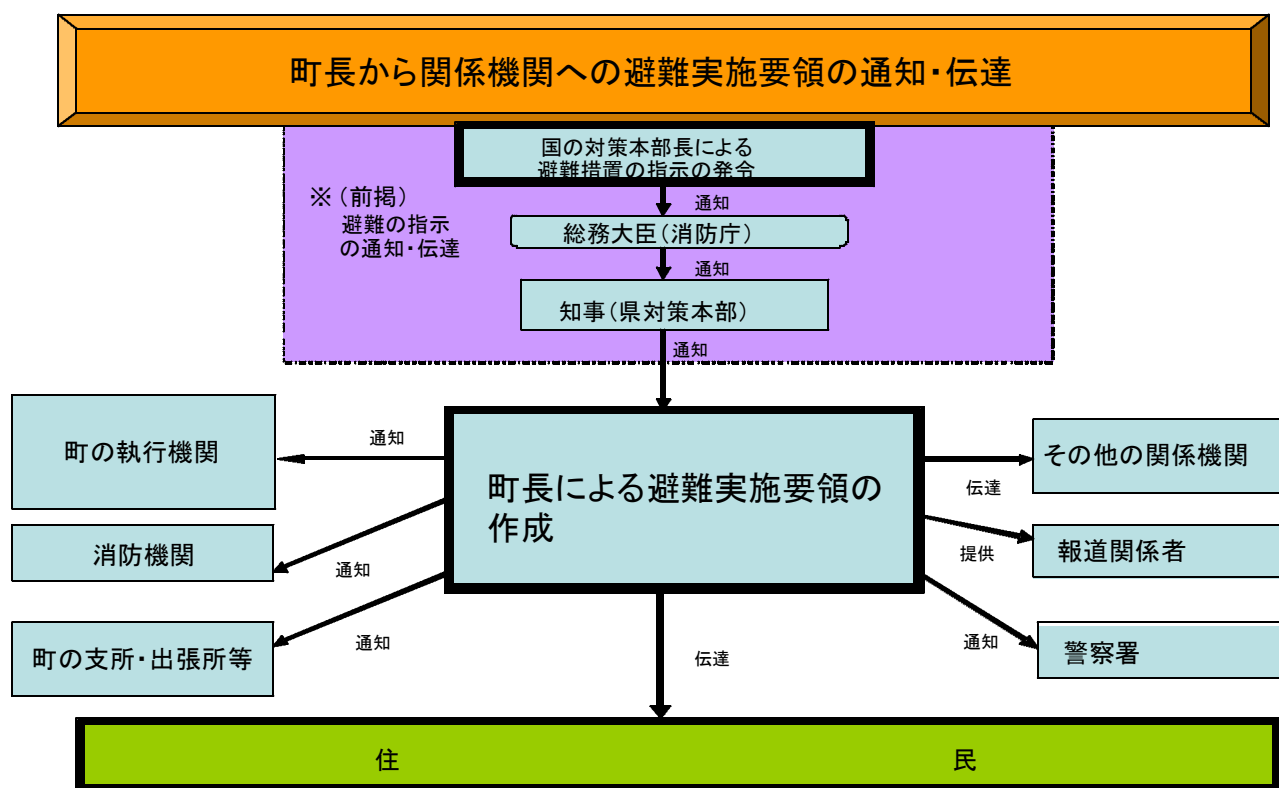 町長から関係機関への避難実施要領の通知・伝達
国の対策本部長による
避難措置の指示の発令
※(前掲)
避難の指示
の通知・伝達
通知
総務大臣(消防庁)
通知
知事(県対策本部)
通知
町の執行機関
通知
消防機関
通知
町の支所・出張所等
通知
町長による避難実施要領の
作成
その他の関係機関
伝達
報道関係者
提供
警察署
通知
伝達
住 民